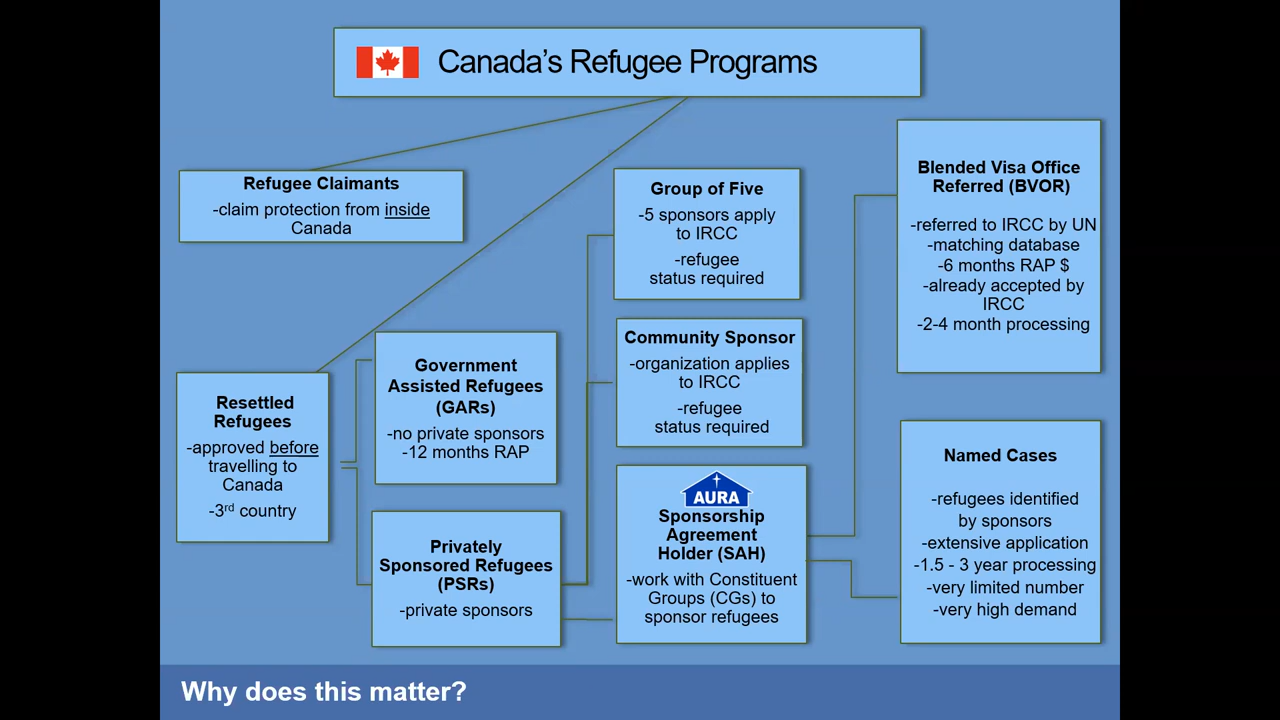 Canada's Refugee Programs
Refugee Claimants
-claim protection from inside
Canada
Resettled
Refugees
-approved before
travelling to
Canada
-3rd country
Government
Assisted Refugees
(GARs)
-no private sponsors
-12 months RAP
Privately
Sponsored Refugees
(PSRs)
-private sponsors
Group of Five
-5 sponsors apply
to IRCC
-refugee
status required
Community Sponsor
-organization applies
to IRCC
-refugee
status required
AURA
Sponsorship
Agreement
Holder (SAH)
-work with Constituent
Groups (CGs) to
sponsor refugees
Blended Visa Office
Referred (BVOR)
-referred to IRCC by UN
-matching database
-6 months RAP $
-already accepted by
IRCC
-2-4 month processing
Named Cases
-refugees identified
by sponsors
-extensive application
-1.5 - 3 year processing
-very limited number
-very high demand
Why does this matter?